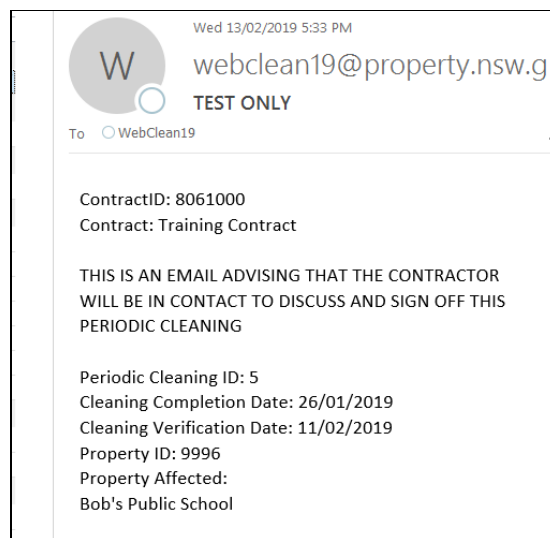 W
Wed 13/02/2019 5:33 PM
webclean19@property.nsw.g
TEST ONLY
To WebClean19
ContractID: 8061000
Contract: Training Contract
THIS IS AN EMAIL ADVISING THAT THE CONTRACTOR
WILL BE IN CONTACT TO DISCUSS AND SIGN OFF THIS
PERIODIC CLEANING
Periodic Cleaning ID: 5
Cleaning Completion Date: 26/01/2019
Cleaning Verification Date: 11/02/2019
Property ID: 9996
Property Affected:
Bob's Public School